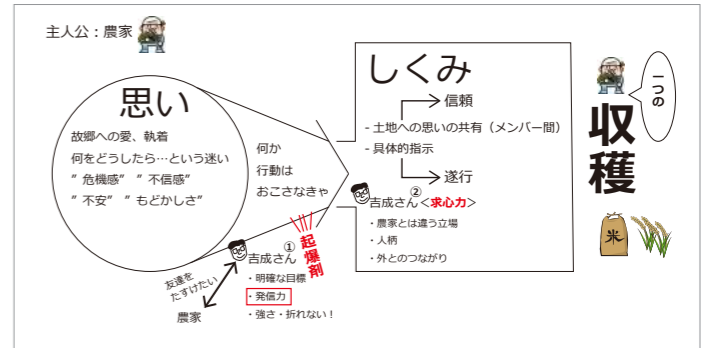 主人公：農家
思い
故郷への愛、執着
何をどうしたら…という迷い
”危機感” ”不信感”
”不安” ”もどかしさ”
何か
行動は
おこさなきゃ
友達を
たすけたい
農家
①
吉成さん
起爆剤
・明確な目標
・発信力
・強さ・折れない！
しくみ
信頼
- 土地への思いの共有（メンバー間）
- 具体的指示
遂行
②
吉成さん＜求心力＞
・農家とは違う立場
・人柄
・外とのつながり
一つの
収穫
米